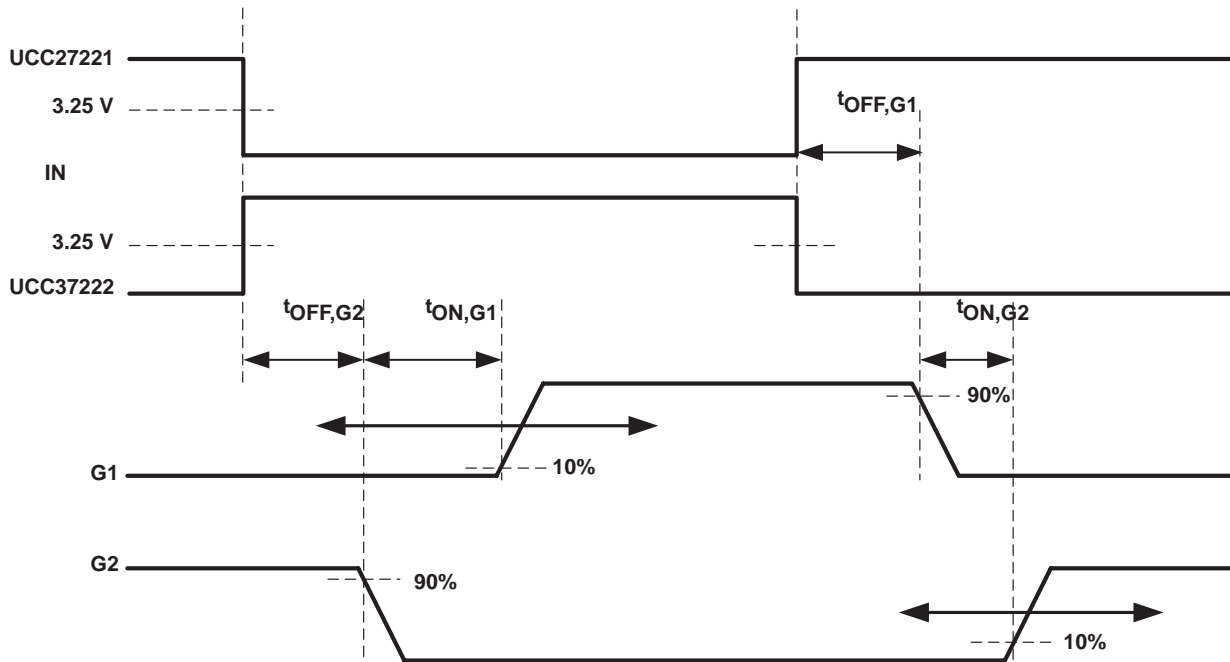 UCC27221
3.25 V
tOFF,G1
IN
3.25 V
UCC37222
tOFF,G2
tON,G1
tON,G2
90%
10%
G1
G2
90%
10%